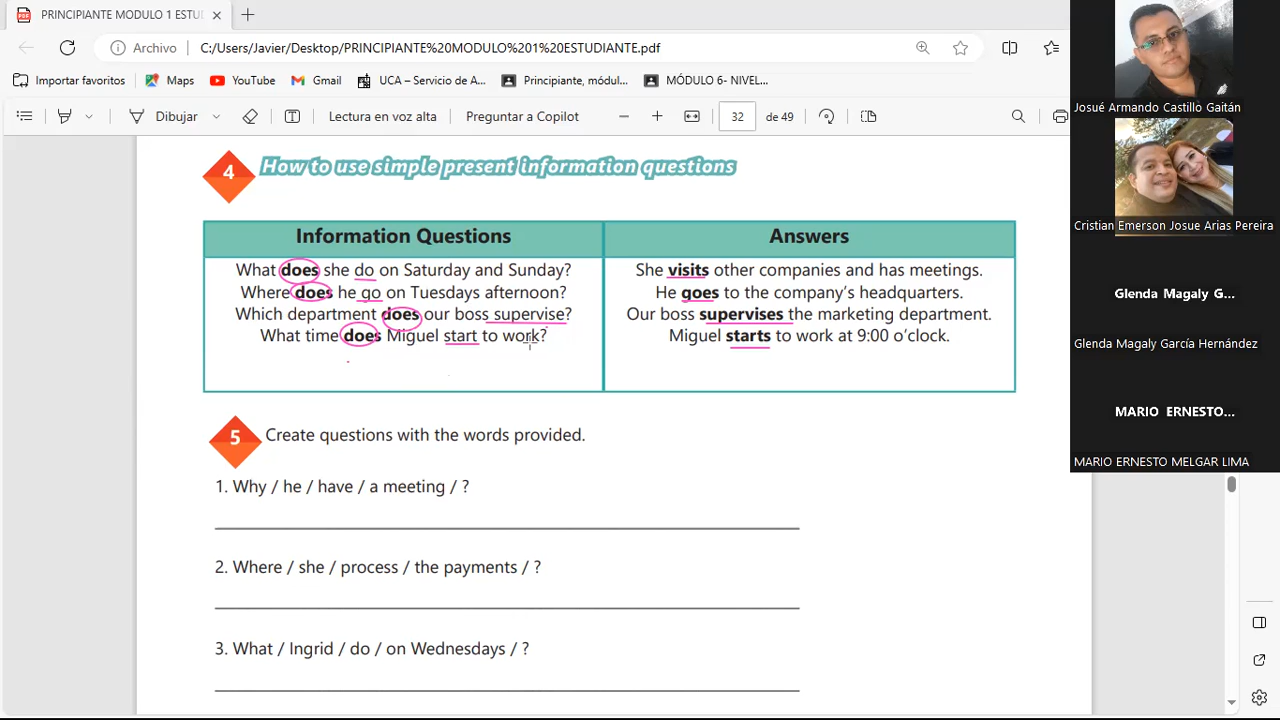 PRINCIPIANTE MODULO 1 ESTUD
Archivo
C:/Users/Javier/Desktop/PRINCIPIANTE%20MODULO%201%20ESTUDIANTE.pdf
Importar favoritos
Maps
YouTube
Gmail
UCA – Servicio de A...
Principiante, módul...
MÓDULO 6- NIVEL...
Dibujar
Lectura en voz alta
Preguntar a Copilot
32
de 49
4
How to use simple present information questions
Information Questions
Answers
What does she do on Saturday and Sunday?
She visits other companies and has meetings.
Where does he go on Tuesdays afternoon?
He goes to the company's headquarters.
Which department does our boss supervise?
Our boss supervises the marketing department.
What time does Miguel start to work?
Miguel starts to work at 9:00 o'clock.
5
Create questions with the words provided.
1. Why / he / have / a meeting / ?
2. Where / she / process / the payments / ?
3. What / Ingrid / do / on Wednesdays / ?
Josué Armando Castillo Gaitán
Cristian Emerson Josue Arias Pereira
Glenda Magaly G...
Glenda Magaly García Hernández
MARIO ERNESTO...
MARIO ERNESTO MELGAR LIMA